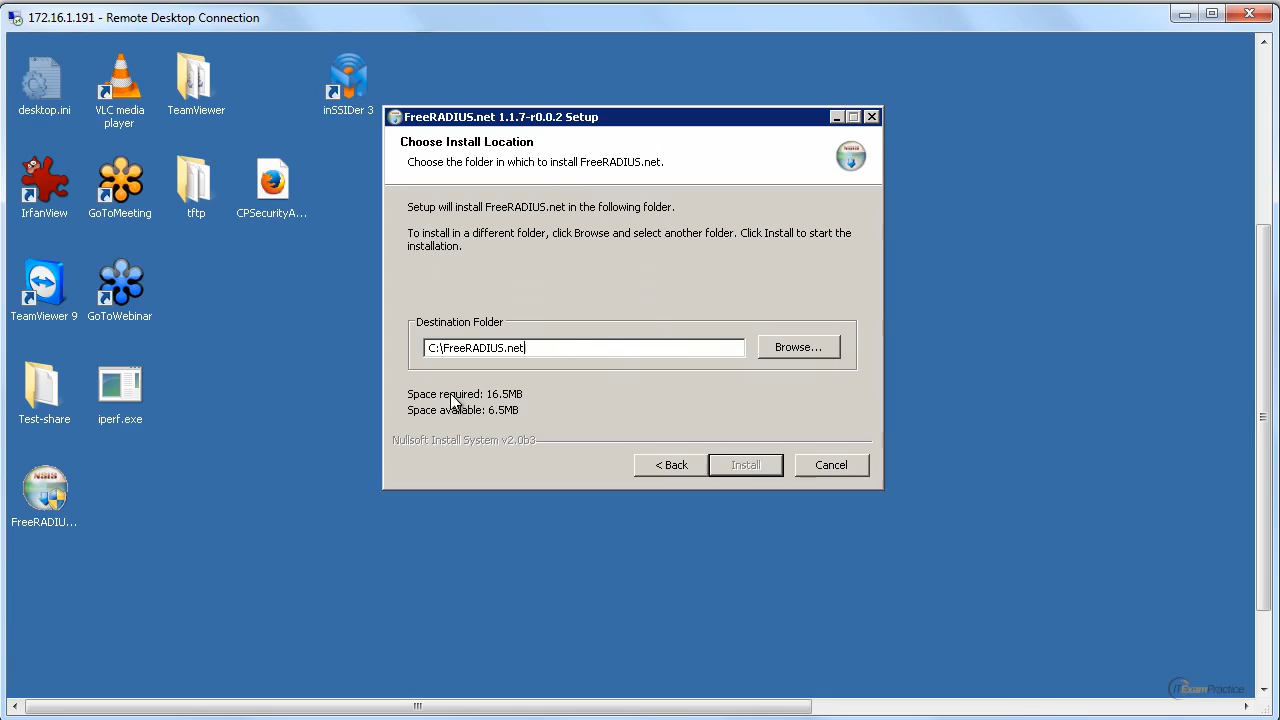 172.16.1.191 - Remote Desktop Connection
desktop.ini
VLC media
player
TeamViewer
inSSIDer 3
IrfanView
GoToMeeting
tftp
CPSecurityA...
TeamViewer 9
GoToWebinar
Test-share
iperf.exe
NSIS
FreeRADIU...
FreeRADIUS.net 1.1.7-r0.0.2 Setup
Choose Install Location
Choose the folder in which to install FreeRADIUS.net.
Setup will install FreeRADIUS.net in the following folder.
To install in a different folder, click Browse and select another folder. Click Install to start the
installation.
Destination Folder
C:\FreeRADIUS.net
Browse...
Space required: 16.5MB
Space available: 6.5MB
Nullsoft Install System v2.0b3
< Back
Install
Cancel
ITExamPractice